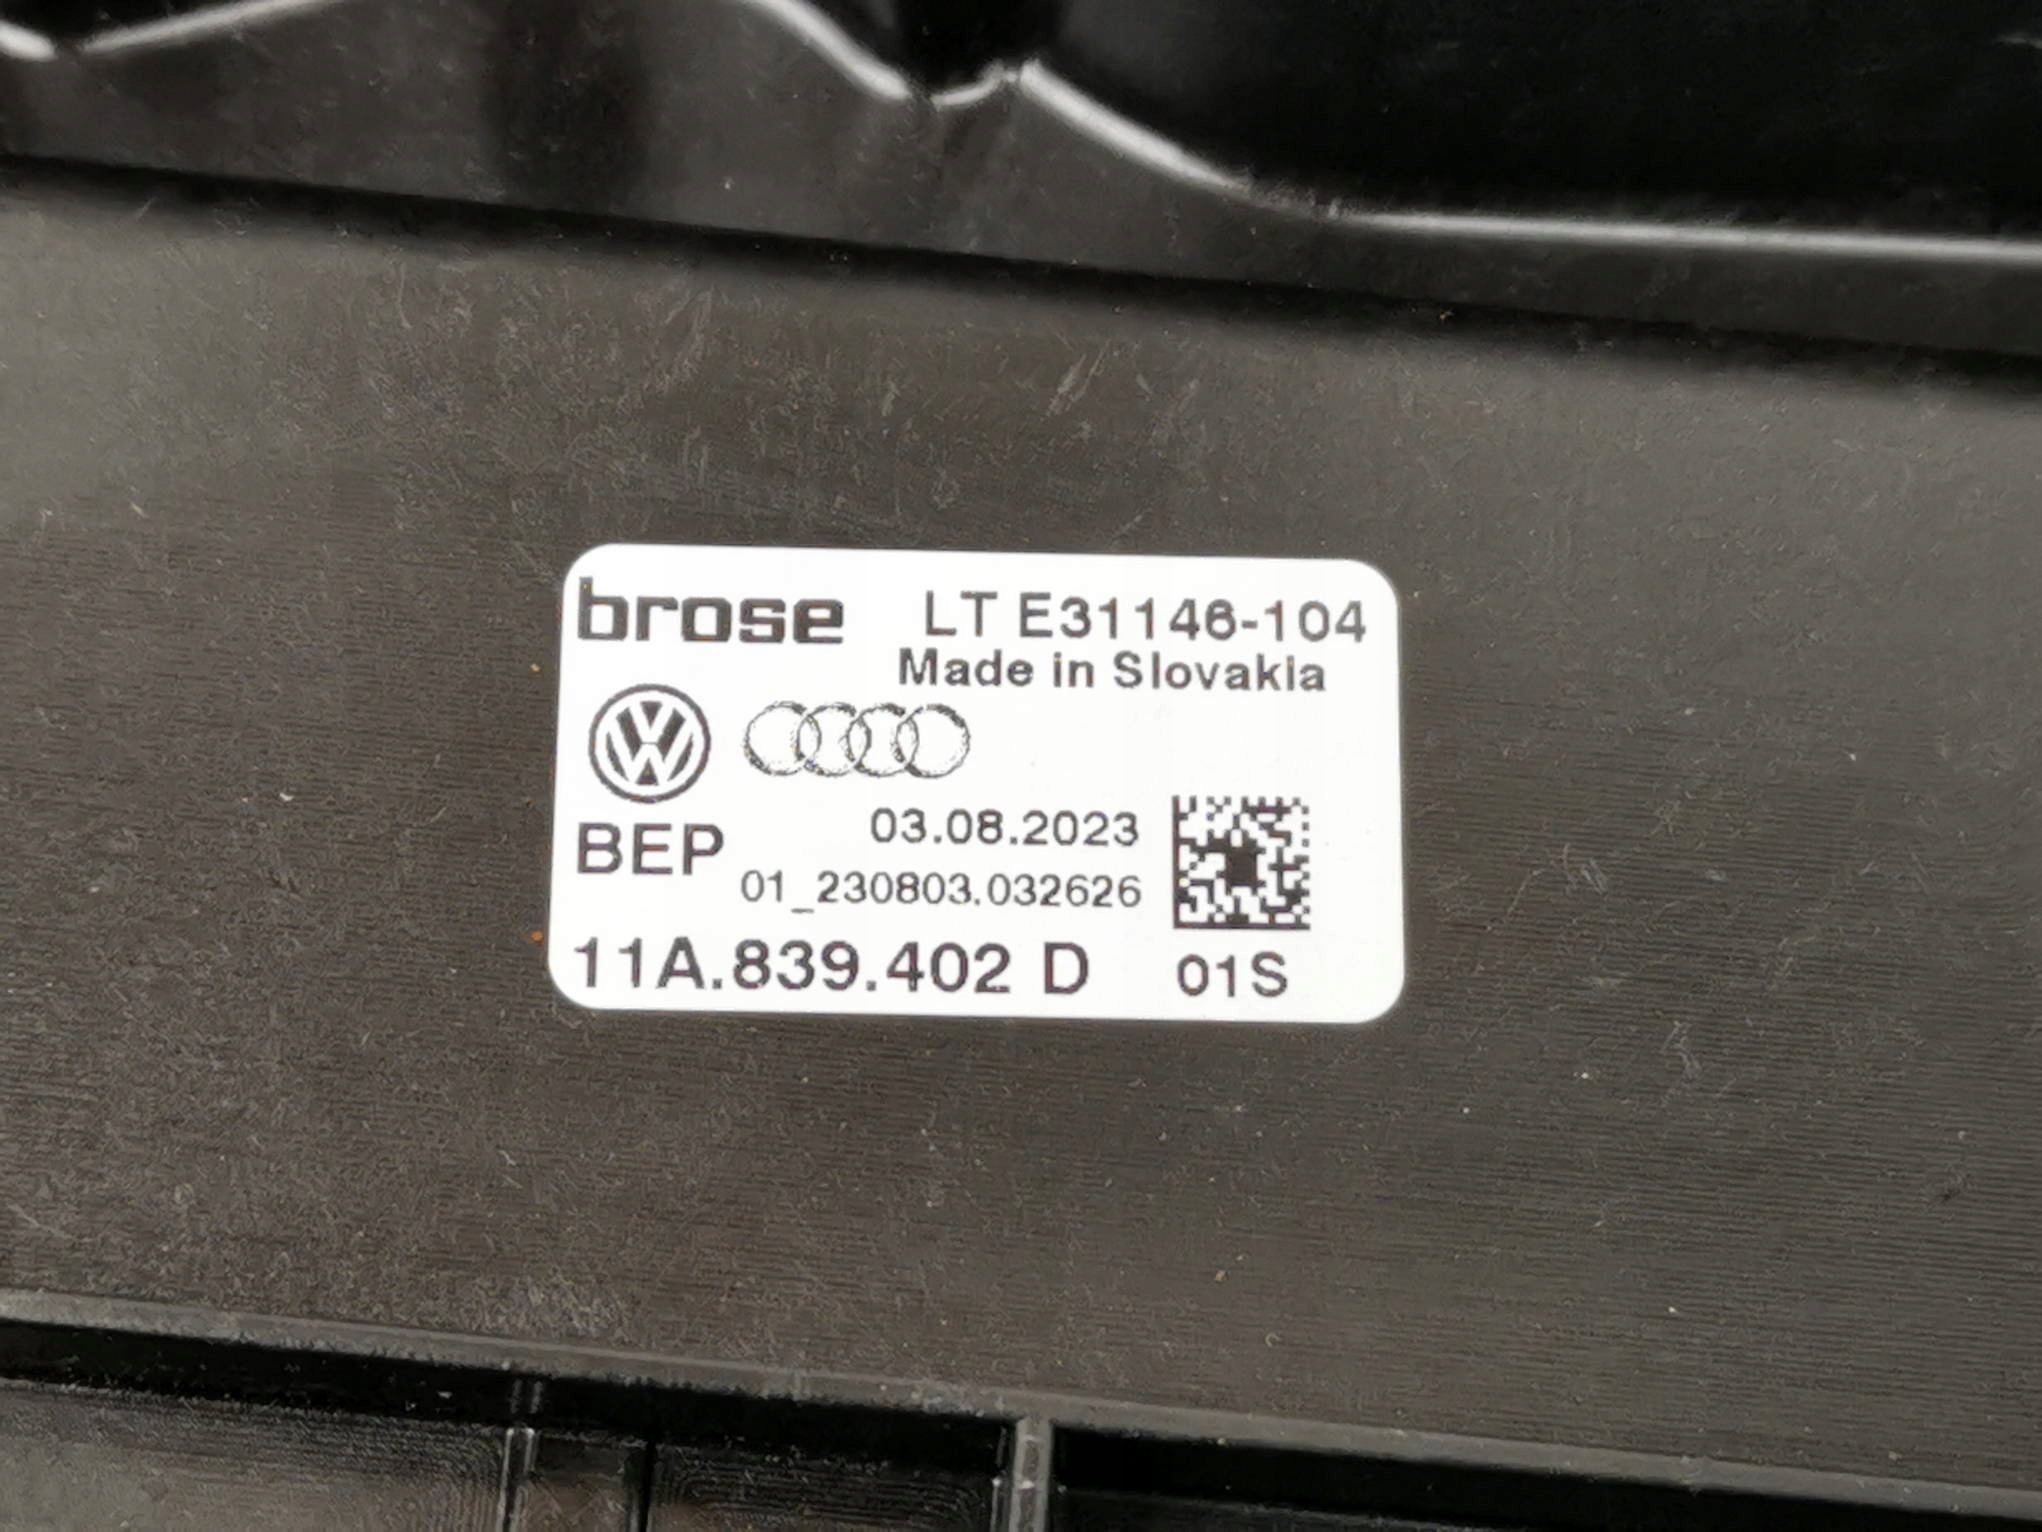 brose LT E31146-104
Made in Slovakia
BEP 03.08.2023
01_230803.032626
11A.839.402 D 01S